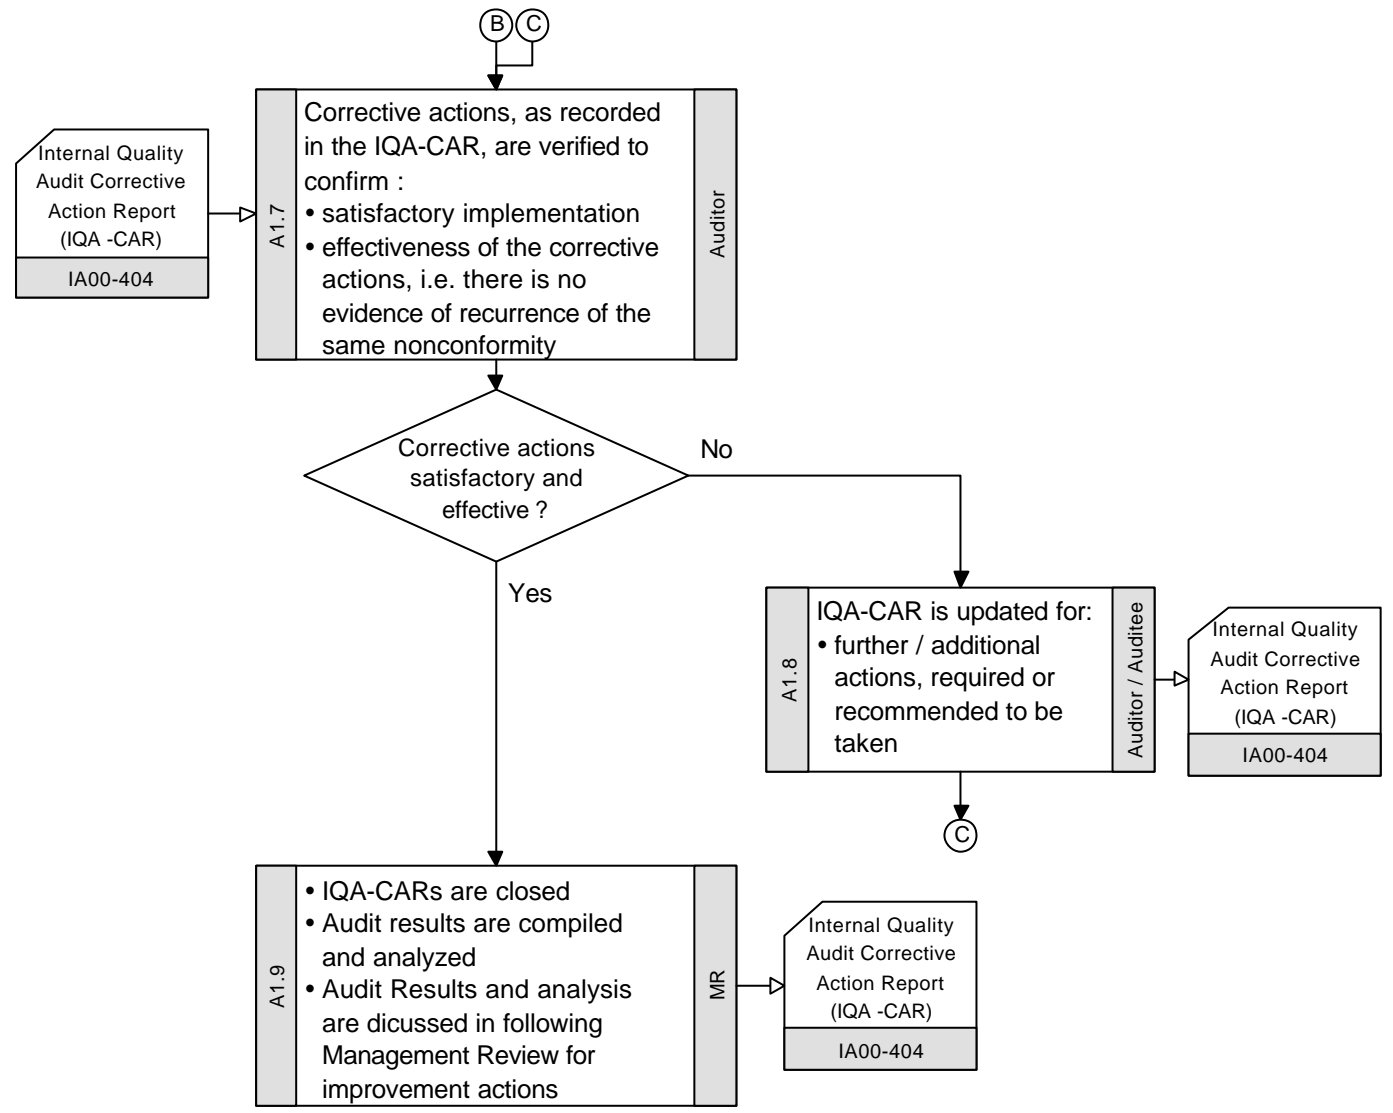 B C
Corrective actions, as recorded
in the IQA-CAR, are verified to
confirm :
• satisfactory implementation
• effectiveness of the corrective
actions, i.e. there is no
evidence of recurrence of the
same nonconformity
A1.7
Auditor
Internal Quality
Audit Corrective
Action Report
(IQA -CAR)
IA00-404
Corrective actions
satisfactory and
effective ?
No
Yes
A1.8
IQA-CAR is updated for:
• further / additional
actions, required or
recommended to be
taken
Auditor / Auditee
Internal Quality
Audit Corrective
Action Report
(IQA -CAR)
IA00-404
C
A1.9
• IQA-CARs are closed
• Audit results are compiled
and analyzed
• Audit Results and analysis
are dicussed in following
Management Review for
improvement actions
MR
Internal Quality
Audit Corrective
Action Report
(IQA -CAR)
IA00-404